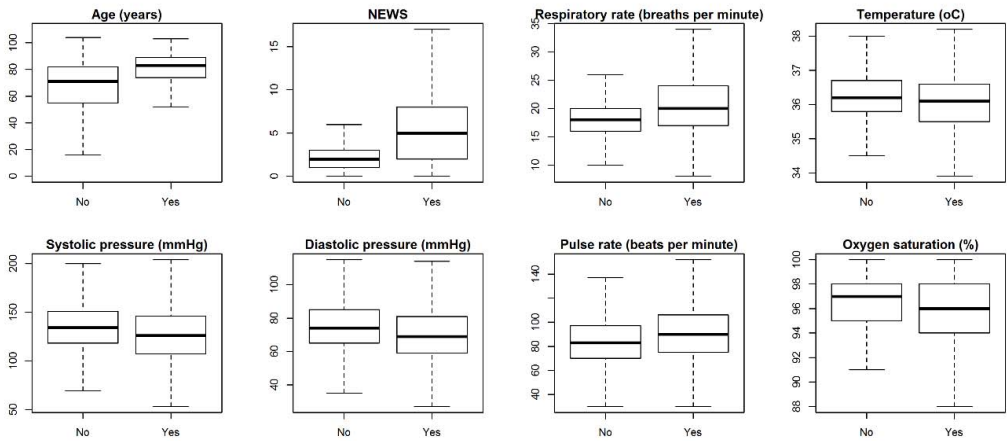 Age (years)
100
80
60
40
20
0
No Yes
NEWS
15
10
5
0
No Yes
Respiratory rate (breaths per minute)
35
30
25
20
15
10
No Yes
Temperature (oC)
38
37
36
35
34
No Yes
Systolic pressure (mmHg)
200
150
100
50
No Yes
Diastolic pressure (mmHg)
100
80
60
40
No Yes
Pulse rate (beats per minute)
140
100
80
60
40
No Yes
Oxygen saturation (%)
100
98
96
94
92
90
88
No Yes